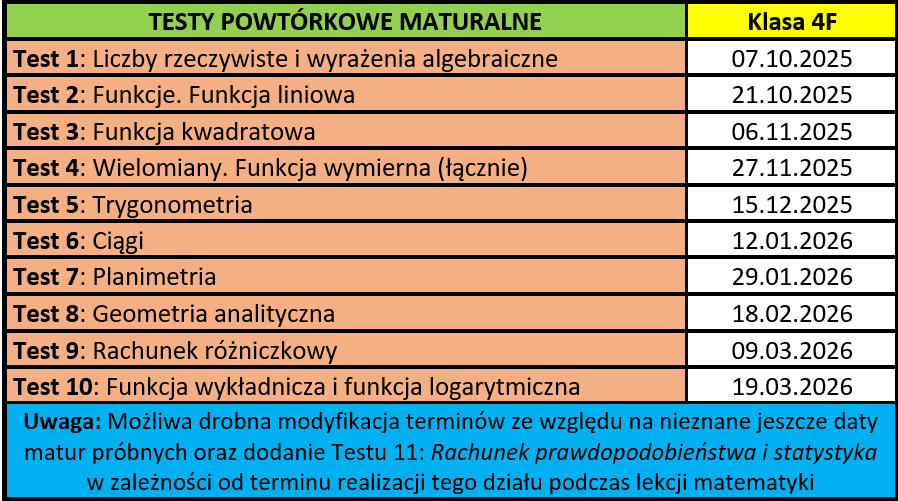 TESTY POWTÓRKOWE MATURALNE Klasa 4F
Test 1: Liczby rzeczywiste i wyrażenia algebraiczne 07.10.2025
Test 2: Funkcje. Funkcja liniowa 21.10.2025
Test 3: Funkcja kwadratowa 06.11.2025
Test 4: Wielomiany. Funkcja wymierna (łącznie) 27.11.2025
Test 5: Trygonometria 15.12.2025
Test 6: Ciągi 12.01.2026
Test 7: Planimetria 29.01.2026
Test 8: Geometria analityczna 18.02.2026
Test 9: Rachunek różniczkowy 09.03.2026
Test 10: Funkcja wykładnicza i funkcja logarytmiczna 19.03.2026
Uwaga: Możliwa drobna modyfikacja terminów ze względu na nieznane jeszcze daty
matur próbnych oraz dodanie Testu 11: Rachunek prawdopodobieństwa i statystyka
w zależności od terminu realizacji tego działu podczas lekcji matematyki